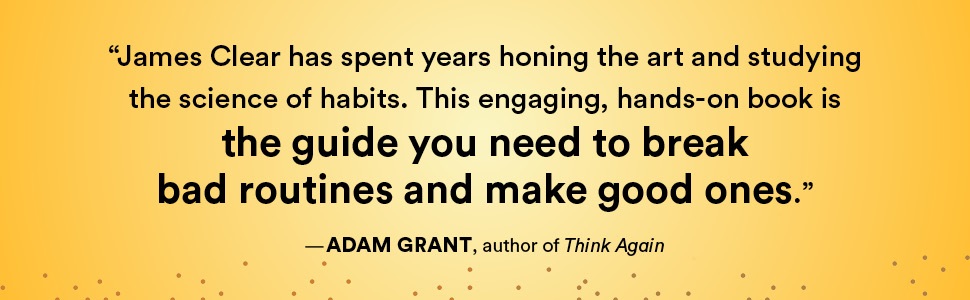 “James Clear has spent years honing the art and studying
the science of habits. This engaging, hands-on book is
the guide you need to break
bad routines and make good ones.”
—ADAM GRANT, author of Think Again